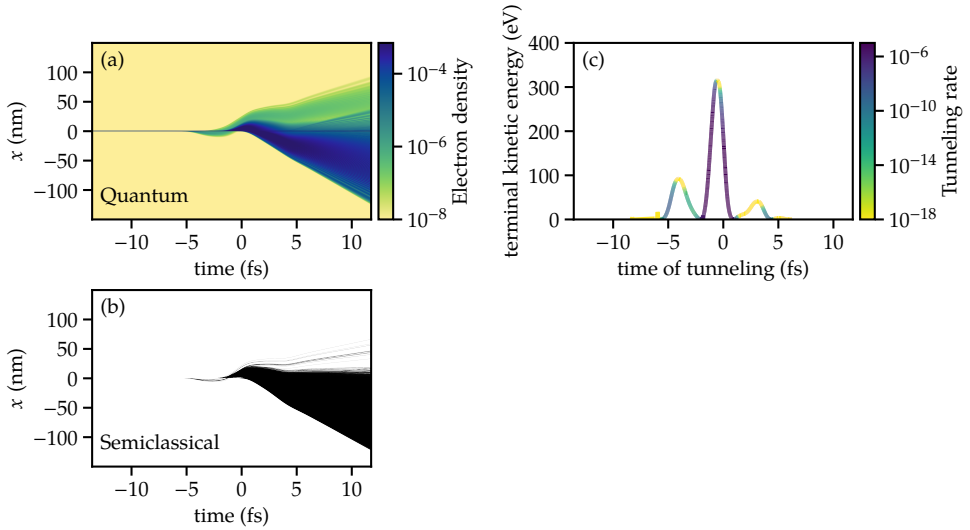 (a)
100
50
0
−50
−100
x (nm)
Quantum
−10
−5
0
5
10
time (fs)
10⁻⁴
10⁻⁶
10⁻⁸
Electron density
(c)
400
300
200
100
0
terminal kinetic energy (eV)
−10
−5
0
5
10
time of tunneling (fs)
10⁻⁶
10⁻¹⁰
10⁻¹⁴
10⁻¹⁸
Tunneling rate
(b)
100
50
0
−50
−100
x (nm)
Semiclassical
−10
−5
0
5
10
time (fs)